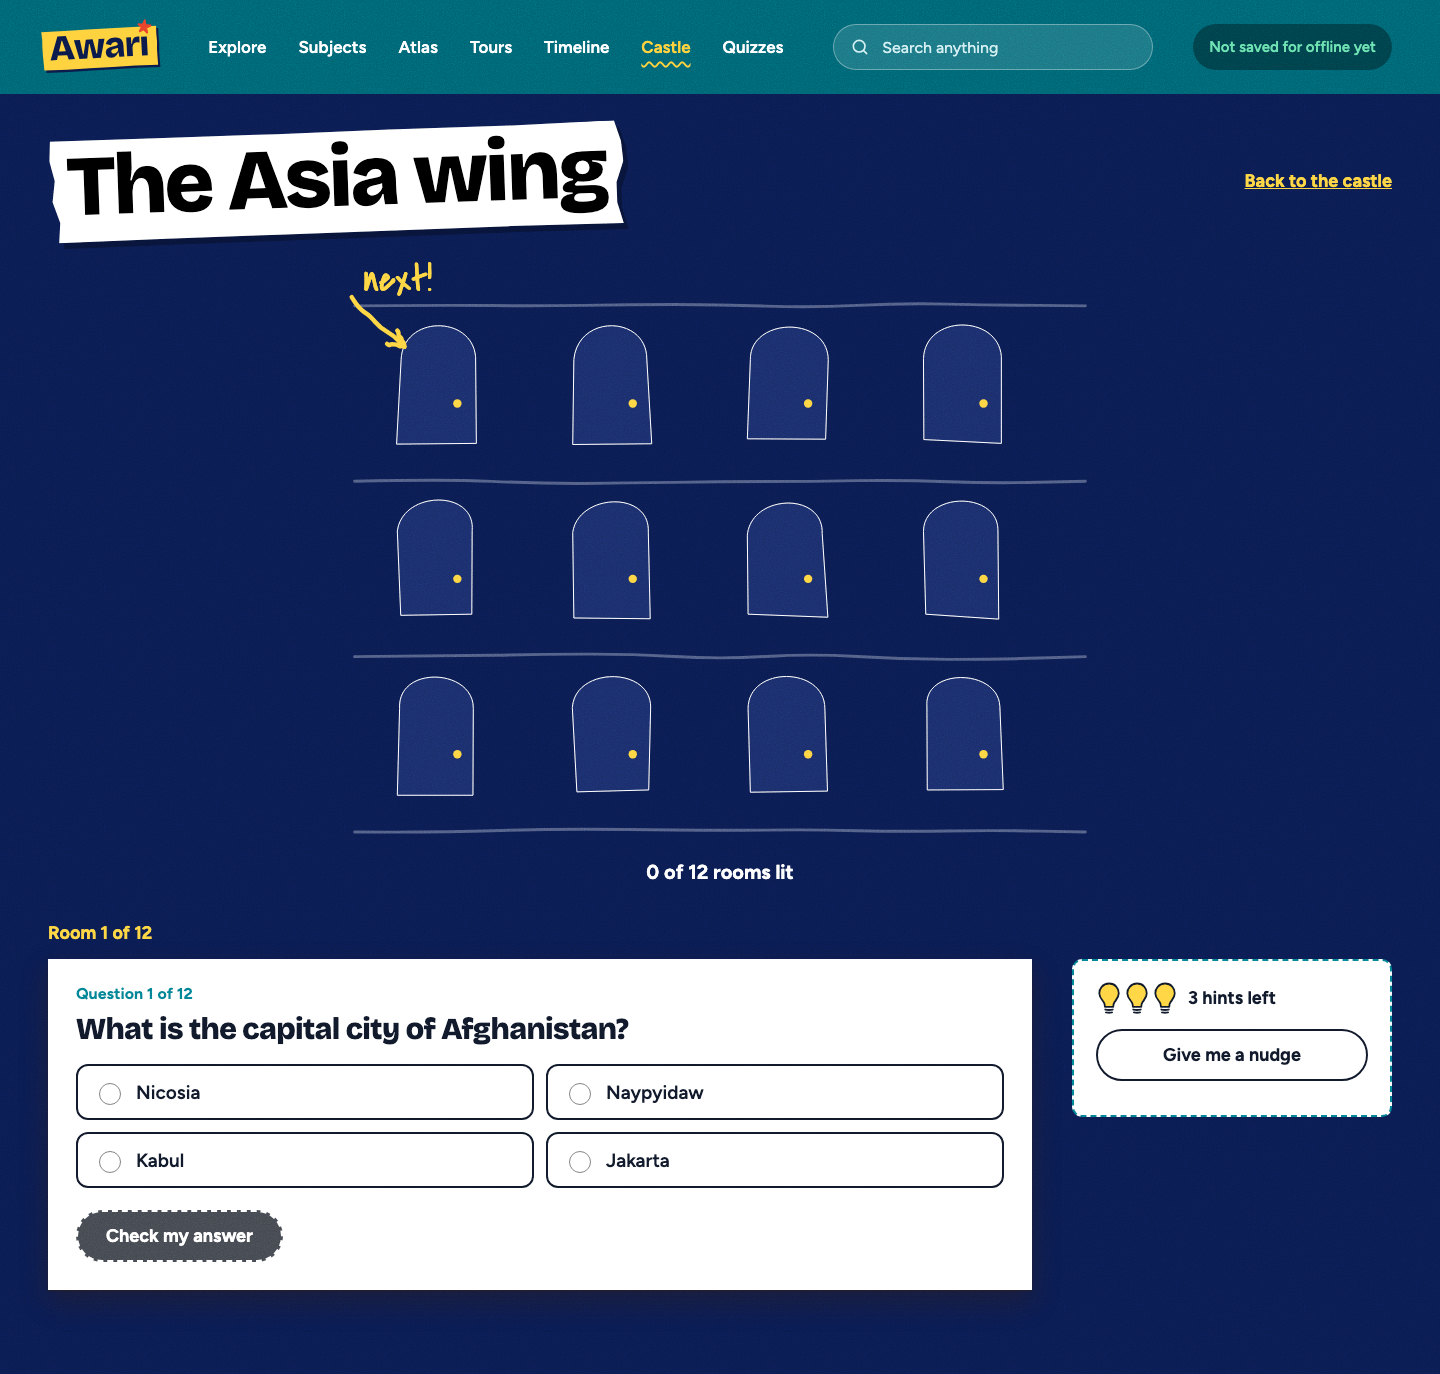 Awari
Explore
Subjects
Atlas
Tours
Timeline
Castle
Quizzes
Search anything
Not saved for offline yet
The Asia wing
Back to the castle
next!
0 of 12 rooms lit
Room 1 of 12
Question 1 of 12
What is the capital city of Afghanistan?
Nicosia
Naypyidaw
Kabul
Jakarta
Check my answer
3 hints left
Give me a nudge